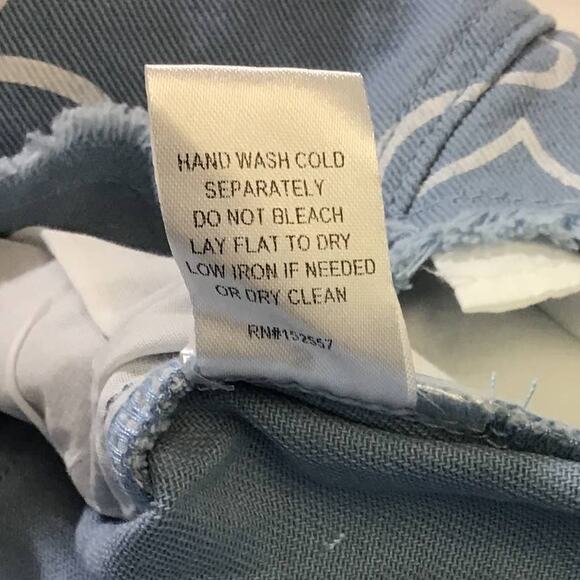 HAND WASH COLD
SEPARATELY
DO NOT BLEACH
LAY FLAT TO DRY
LOW IRON IF NEEDED
OR DRY CLEAN
RN#152557